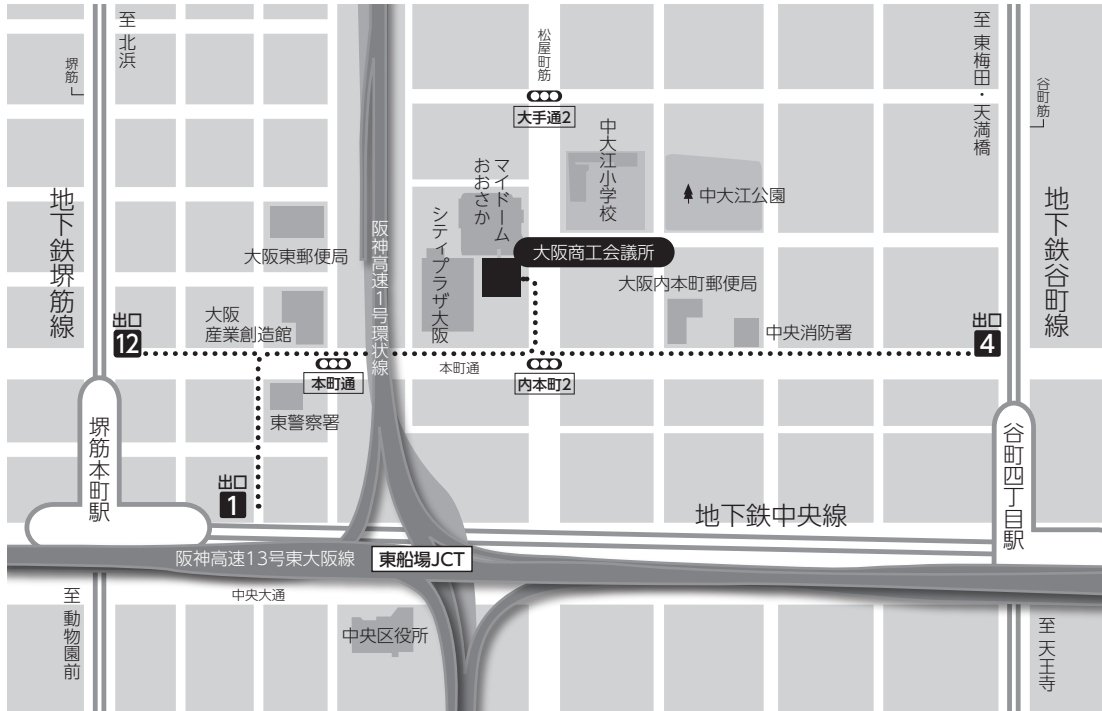 至 北浜
堺筋
松屋町筋
至 東梅田・天満橋
谷町筋
大手通2
中大江小学校
マイドーム
おおさか
中大江公園
地下鉄堺筋線
大阪東郵便局
阪神高速1号環状線
シティプラザ大阪
大阪商工会議所
大阪内本町郵便局
地下鉄谷町線
大阪
産業創造館
中央消防署
出口
12
出口
4
本町通
本町通
内本町2
東警察署
堺筋本町駅
谷町四丁目駅
出口
1
地下鉄中央線
阪神高速13号東大阪線
東船場JCT
中央大通
至 動物園前
中央区役所
至 天王寺